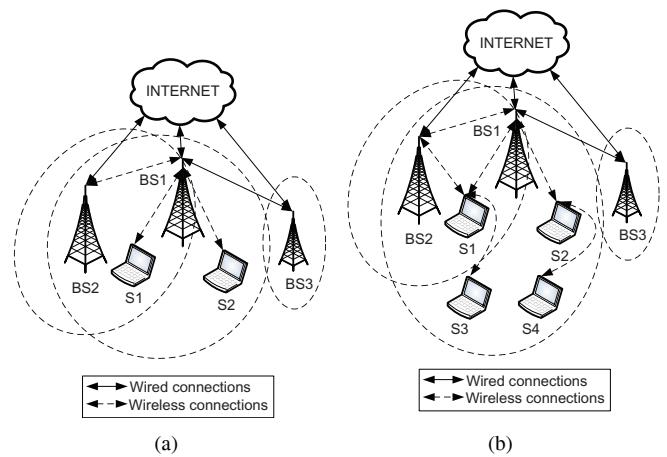 INTERNET
BS1
BS2
S1
S2
BS3
Wired connections
Wireless connections
(a)
INTERNET
BS1
BS2
S1
S2
BS3
S3
S4
Wired connections
Wireless connections
(b)